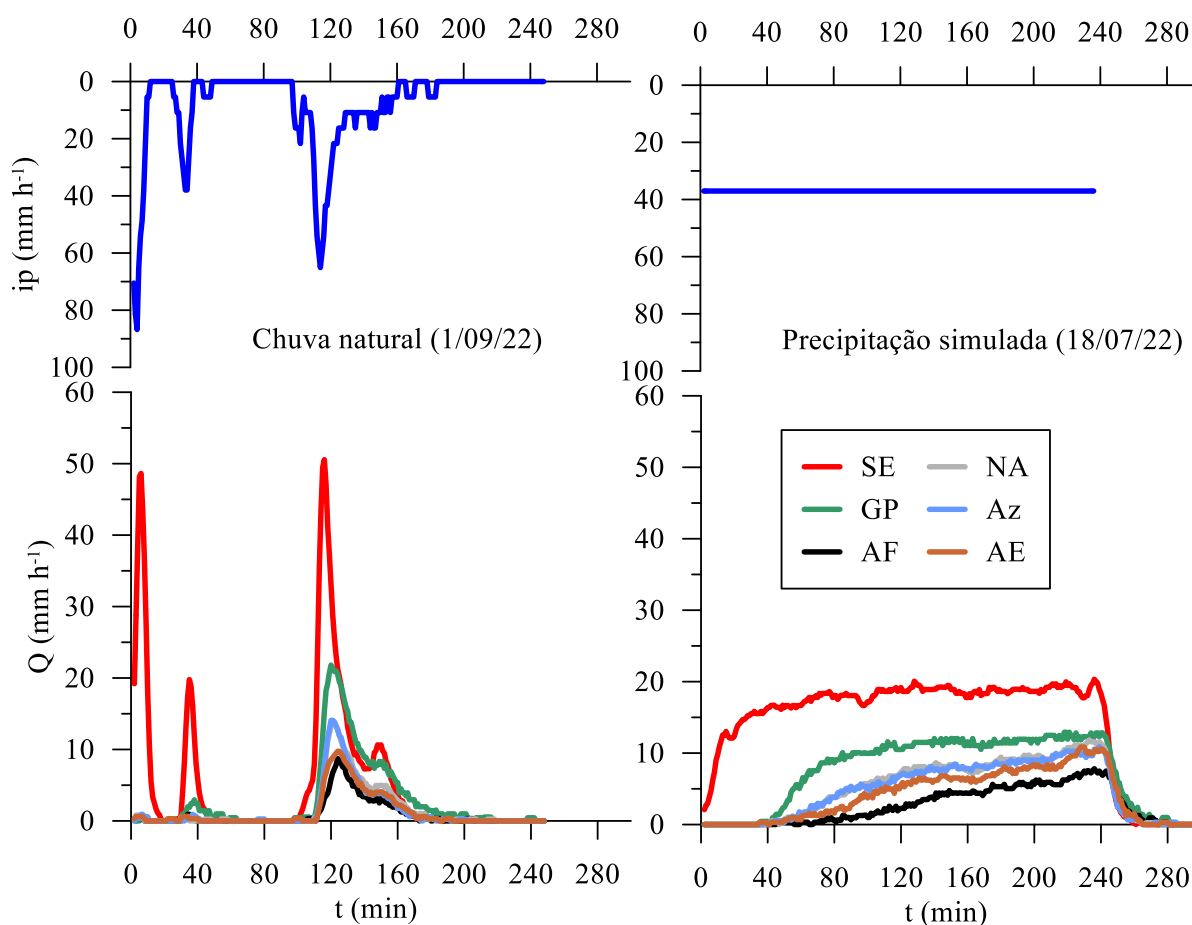 0 40 80 120 160 200 240 280
0
20
40
60
80
100
ip (mm h⁻¹)
Chuva natural (1/09/22)
0 40 80 120 160 200 240 280
0
20
40
60
80
100
Precipitação simulada (18/07/22)
60
50
40
30
20
10
0
Q (mm h⁻¹)
0 40 80 120 160 200 240 280
t (min)
60
50
40
30
20
10
0
SE NA
GP Az
AF AE
0 40 80 120 160 200 240 280
t (min)